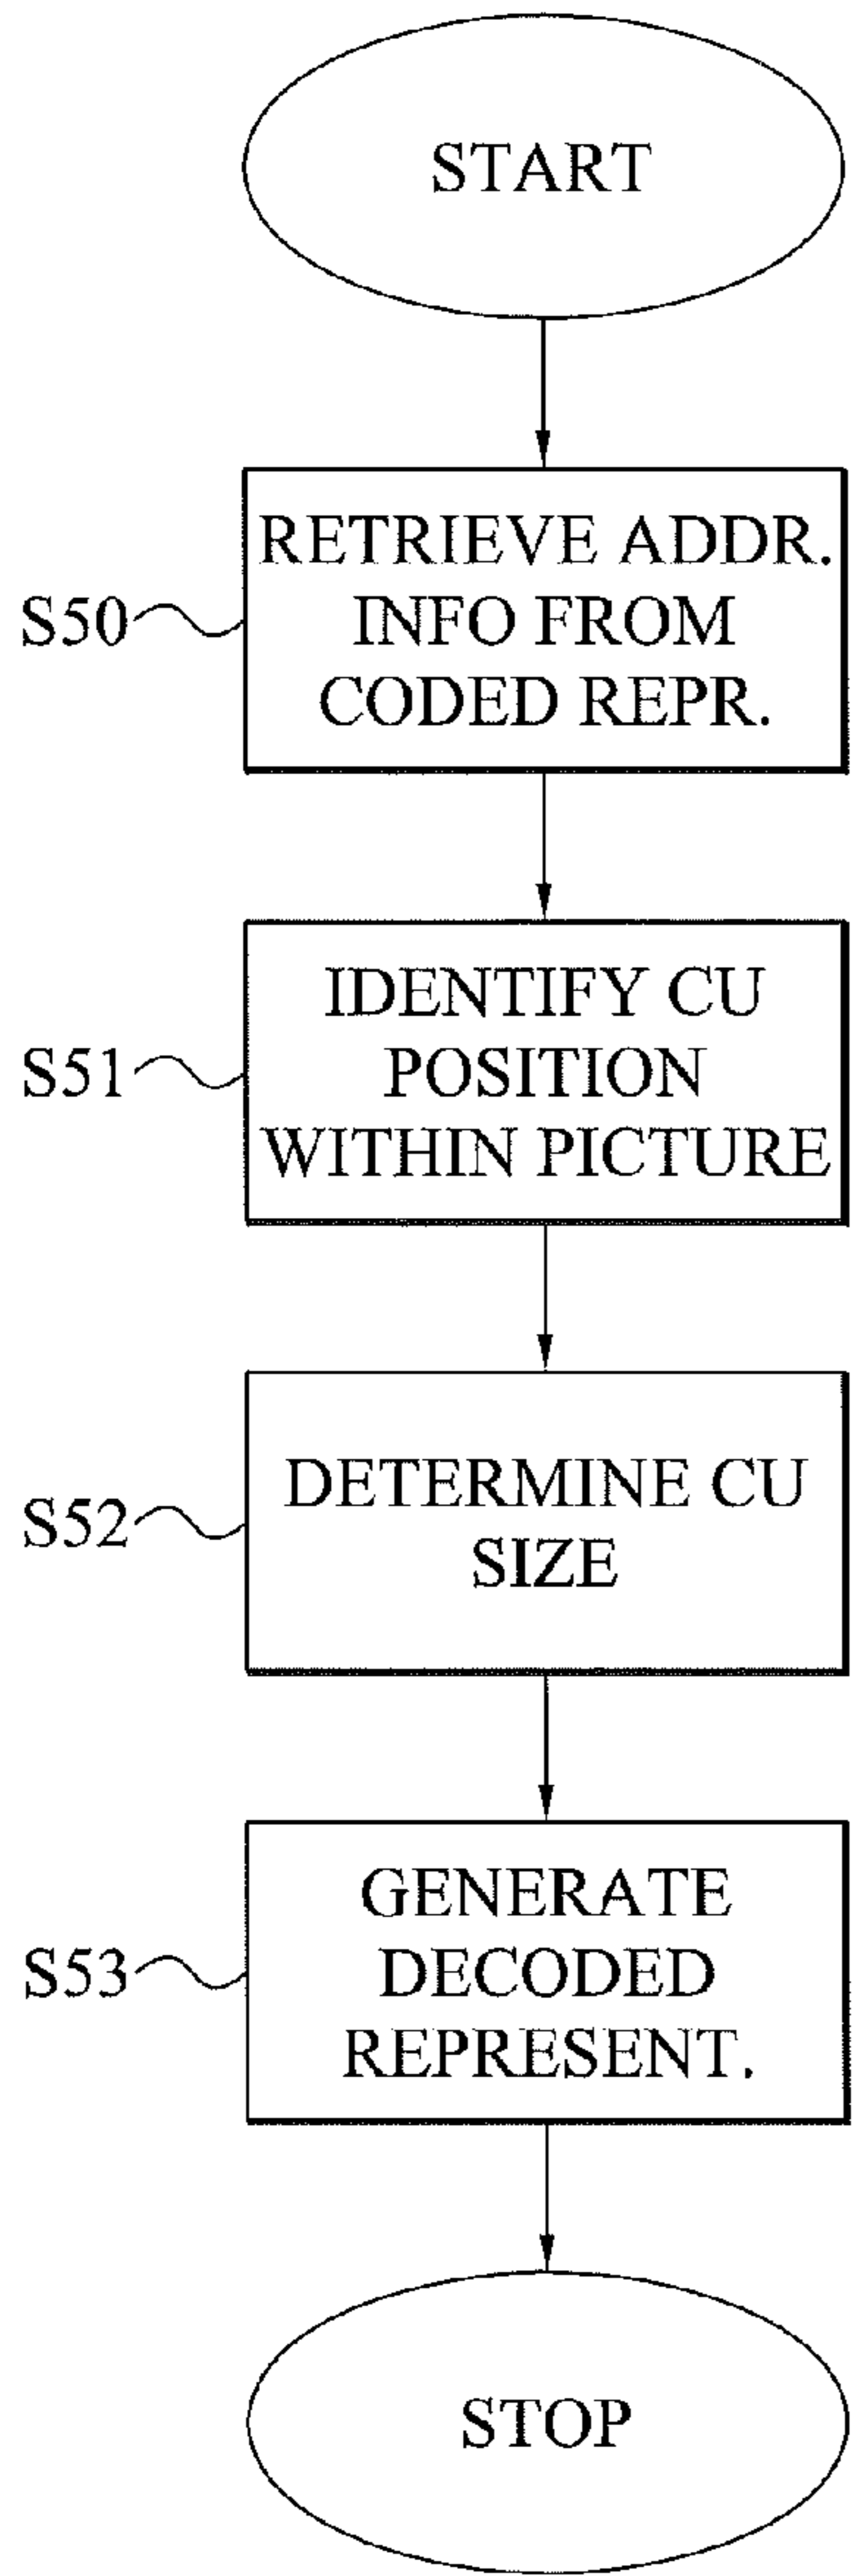 START
RETRIEVE ADDR.
S50 INFO FROM
CODED REPR.
IDENTIFY CU
S51 POSITION
WITHIN PICTURE
DETERMINE CU
S52
SIZE
GENERATE
S53 DECODED
REPRESENT.
STOP